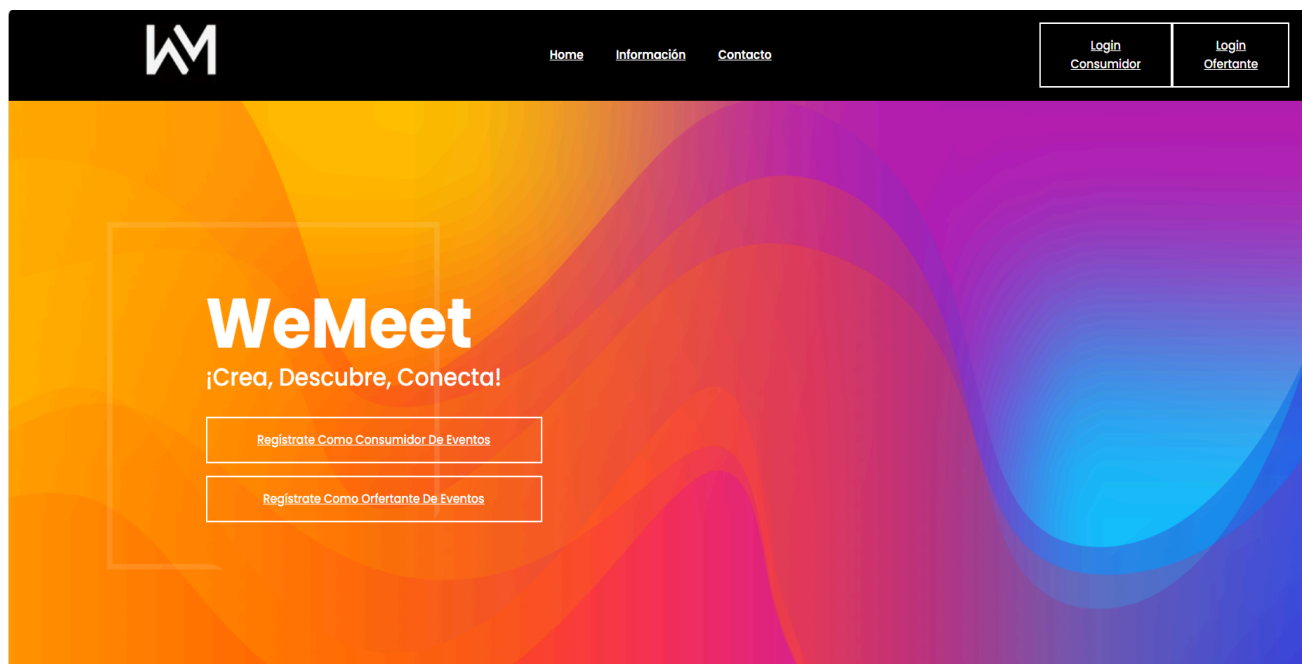 WM
Home Información Contacto
Login
Consumidor
Login
Ofertante
WeMeet
¡Crea, Descubre, Conecta!
Regístrate Como Consumidor De Eventos
Regístrate Como Orfertante De Eventos